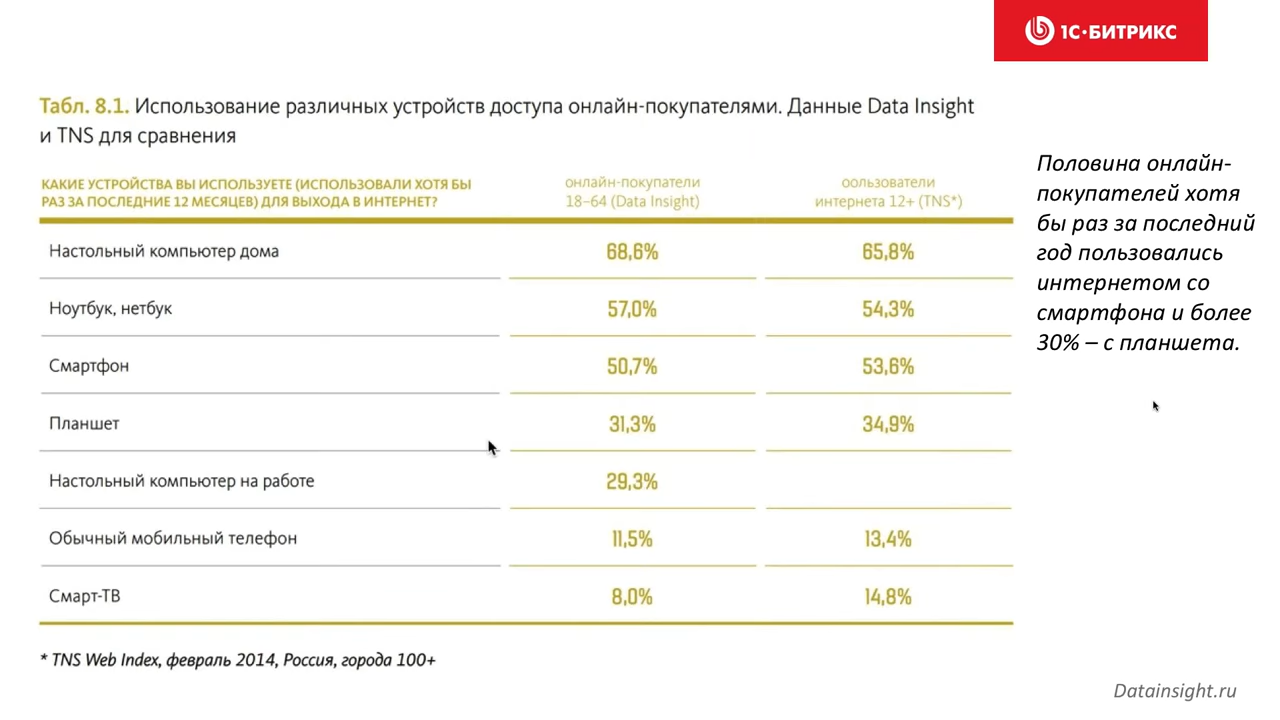 1С-БИТРИКС
Табл. 8.1. Использование различных устройств доступа онлайн-покупателями. Данные Data Insight
и TNS для сравнения
КАКИЕ УСТРОЙСТВА ВЫ ИСПОЛЬЗУЕТЕ (ИСПОЛЬЗОВАЛИ ХОТЯ БЫ
РАЗ ЗА ПОСЛЕДНИЕ 12 МЕСЯЦЕВ) ДЛЯ ВЫХОДА В ИНТЕРНЕТ?
онлайн-покупатели
18–64 (Data Insight)
оользователи
интернета 12+ (TNS*)
Настольный компьютер дома 68,6% 65,8%
Ноутбук, нетбук 57,0% 54,3%
Смартфон 50,7% 53,6%
Планшет 31,3% 34,9%
Настольный компьютер на работе 29,3%
Обычный мобильный телефон 11,5% 13,4%
Смарт-ТВ 8,0% 14,8%
* TNS Web Index, февраль 2014, Россия, города 100+
Половина онлайн-
покупателей хотя
бы раз за последний
год пользовались
интернетом со
смартфона и более
30% – с планшета.
Datainsight.ru